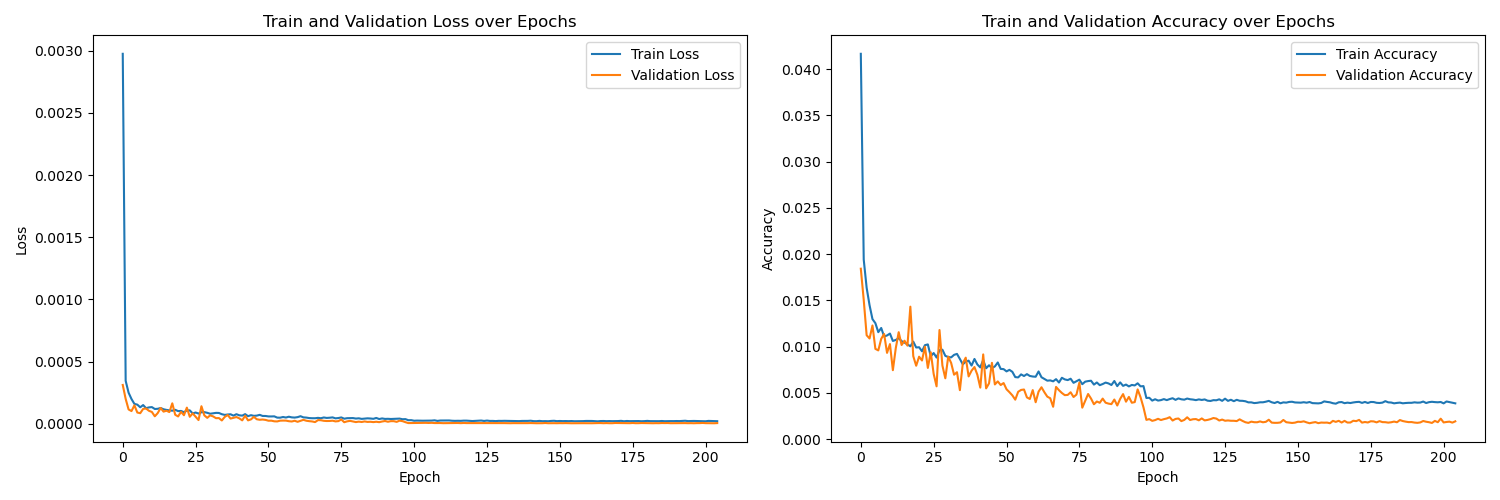 Train and Validation Loss over Epochs
Train Loss
Validation Loss
0.0030
0.0025
0.0020
0.0015
0.0010
0.0005
0.0000
Loss
0 25 50 75 100 125 150 175 200
Epoch
Train and Validation Accuracy over Epochs
Train Accuracy
Validation Accuracy
0.040
0.035
0.030
0.025
0.020
0.015
0.010
0.005
0.000
Accuracy
0 25 50 75 100 125 150 175 200
Epoch